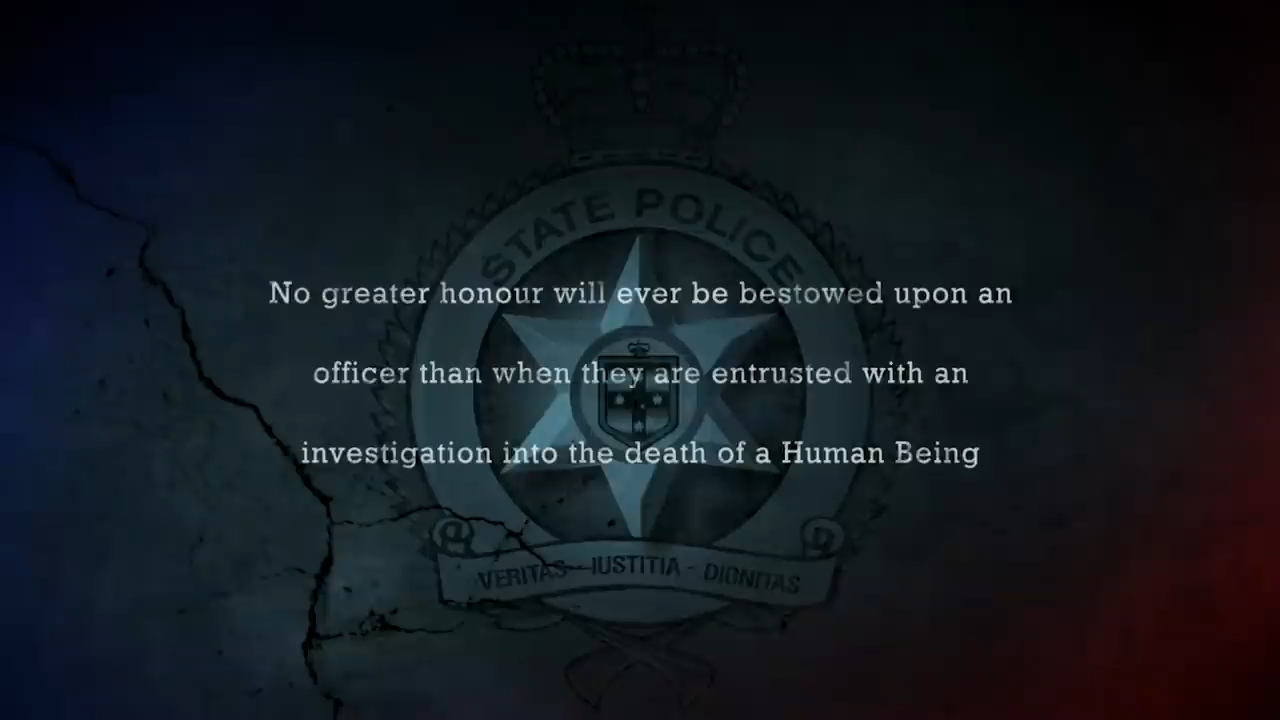 STATE POLICE
No greater honour will ever be bestowed upon an
officer than when they are entrusted with an
investigation into the death of a Human Being
VERITAS - IUSTITIA - DIGNITAS